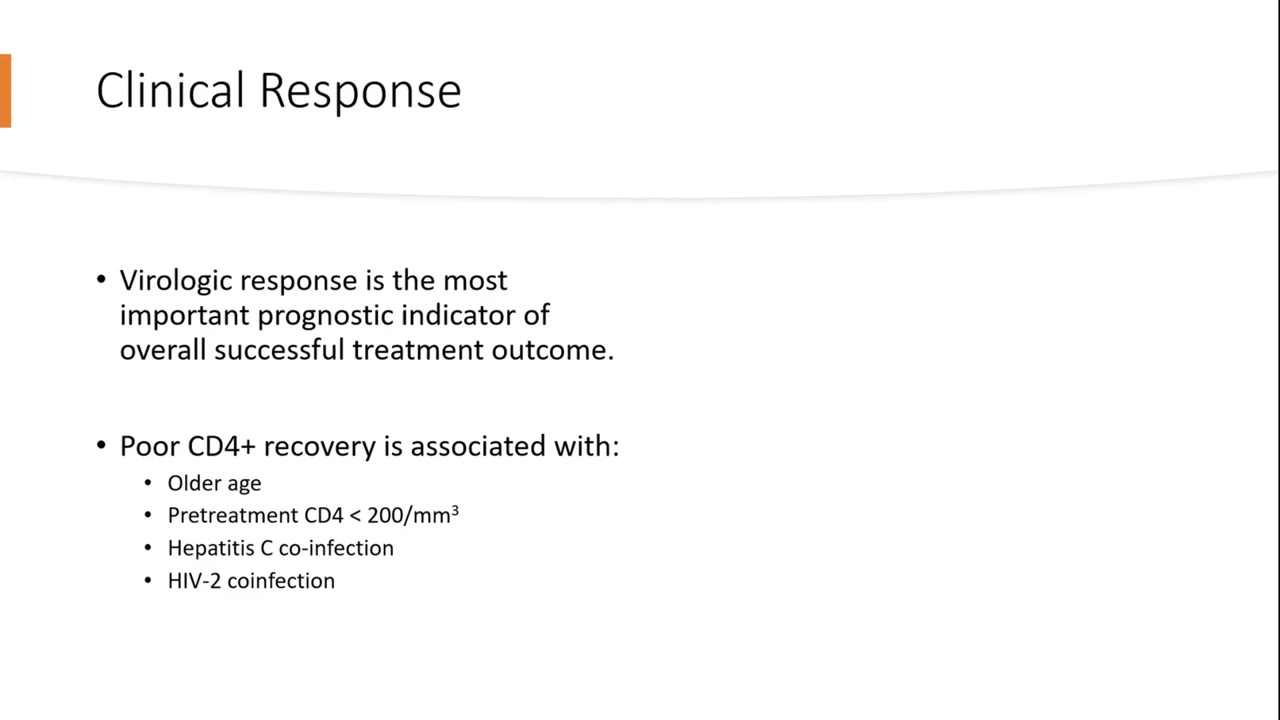 Clinical Response
• Virologic response is the most
important prognostic indicator of
overall successful treatment outcome.
• Poor CD4+ recovery is associated with:
• Older age
• Pretreatment CD4 < 200/mm³
• Hepatitis C co-infection
• HIV-2 coinfection